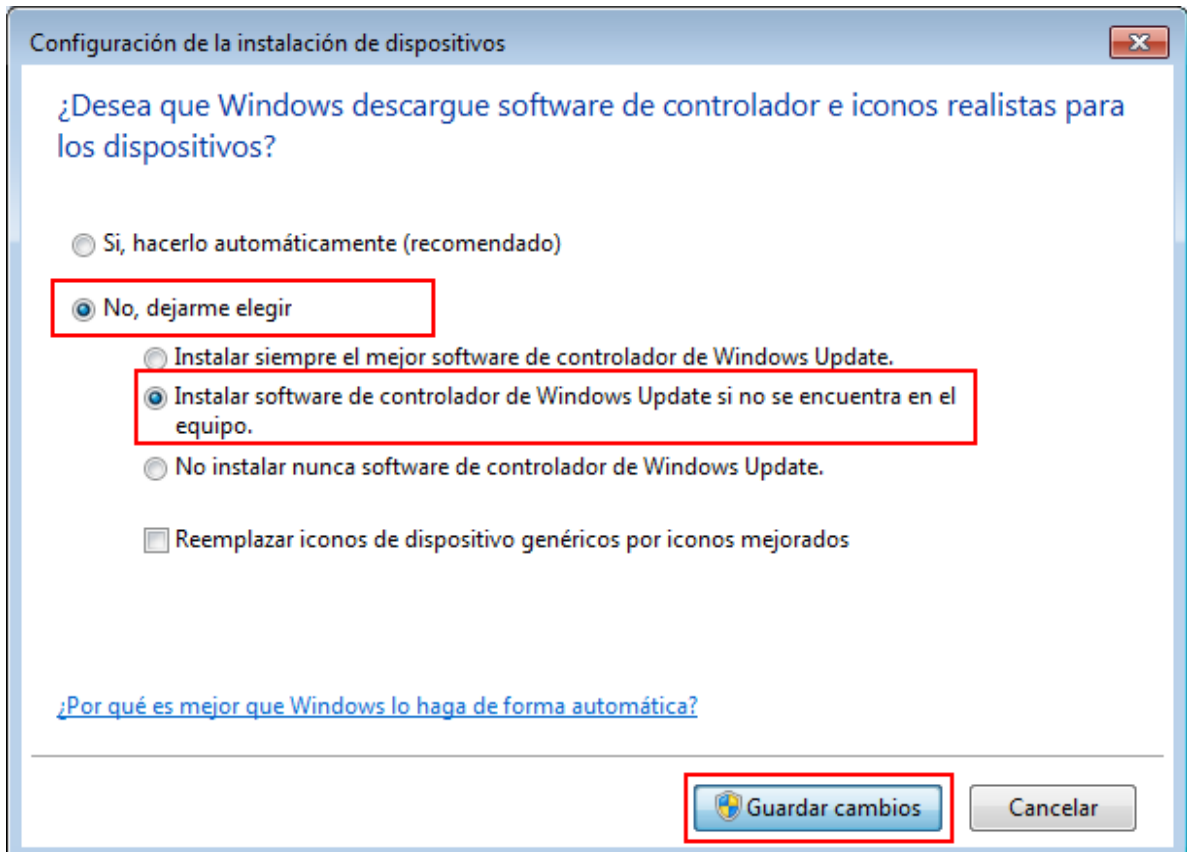 Configuración de la instalación de dispositivos
¿Desea que Windows descargue software de controlador e iconos realistas para
los dispositivos?
Si, hacerlo automáticamente (recomendado)
No, dejarme elegir
Instalar siempre el mejor software de controlador de Windows Update.
Instalar software de controlador de Windows Update si no se encuentra en el
equipo.
No instalar nunca software de controlador de Windows Update.
Reemplazar iconos de dispositivo genéricos por iconos mejorados
¿Por qué es mejor que Windows lo haga de forma automática?
Guardar cambios
Cancelar